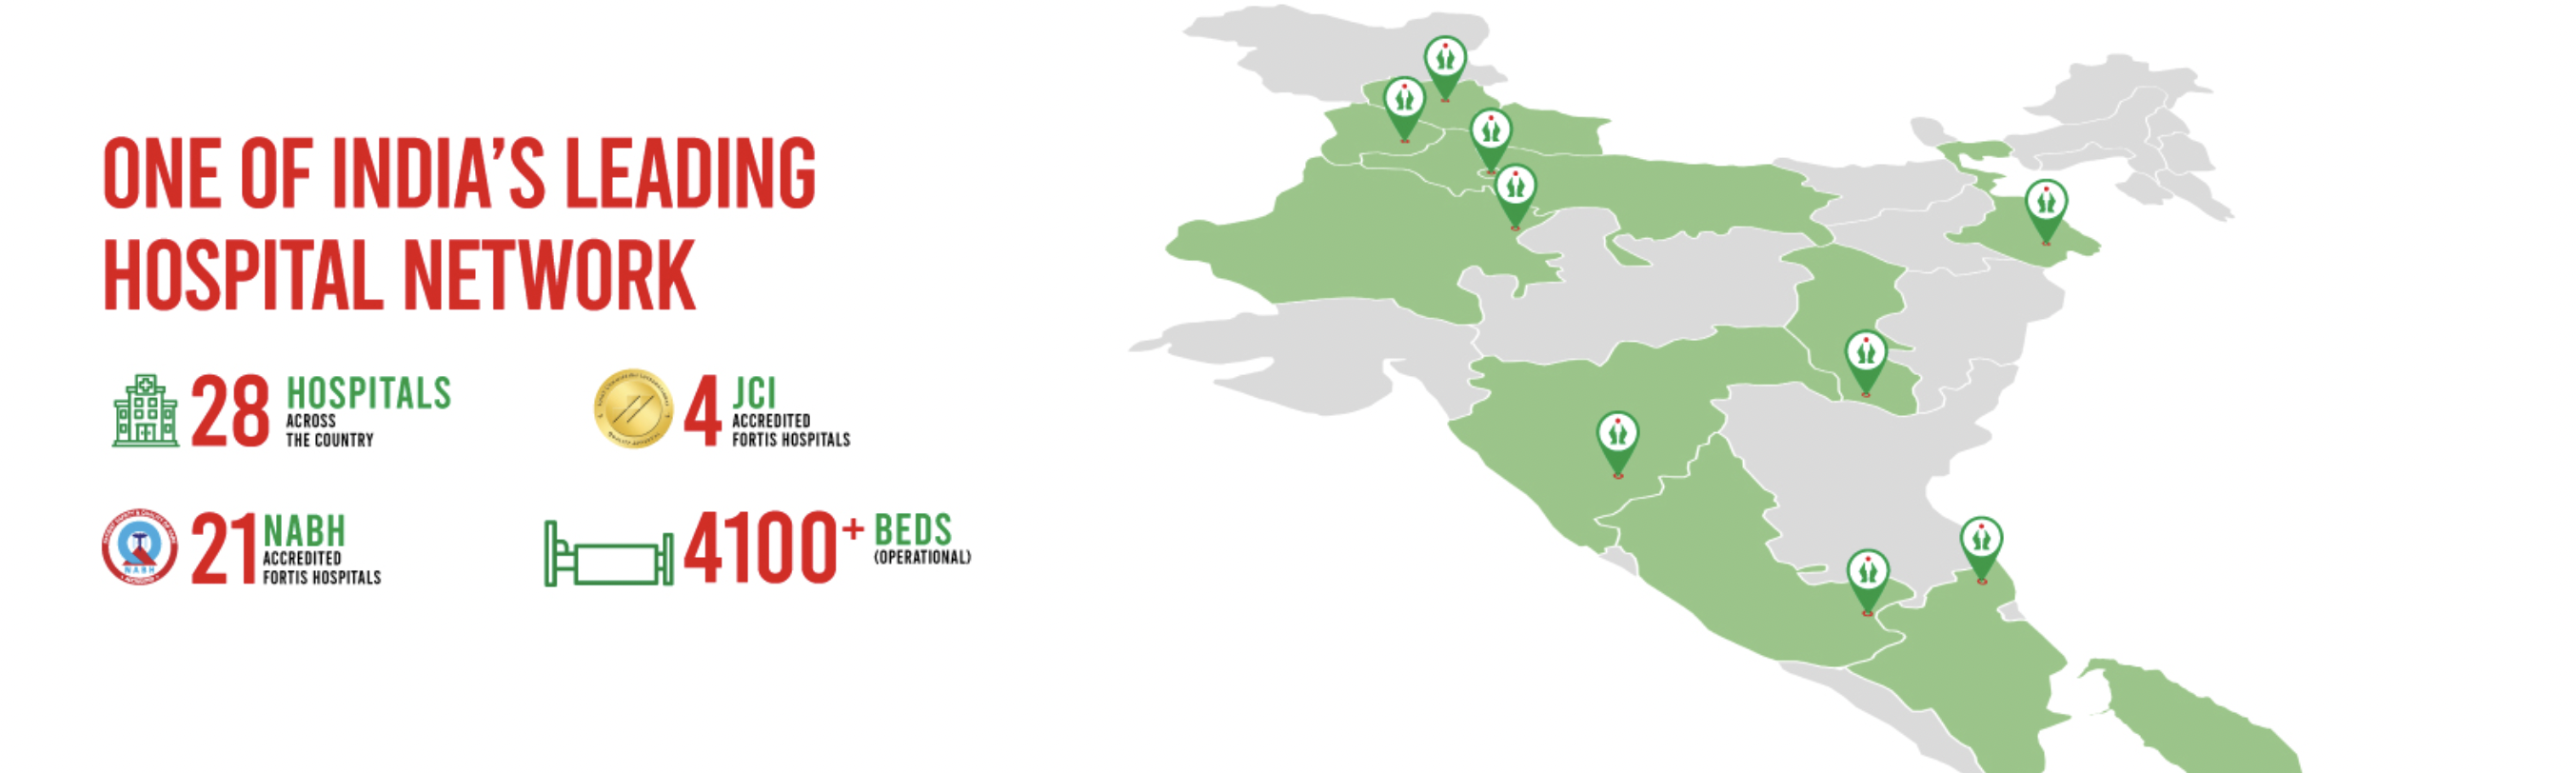 ONE OF INDIA'S LEADING
HOSPITAL NETWORK
28 HOSPITALS
ACROSS
THE COUNTRY
4 JCI
ACCREDITED
FORTIS HOSPITALS
NABH
21 NABH
ACCREDITED
FORTIS HOSPITALS
4100+ BEDS
(OPERATIONAL)